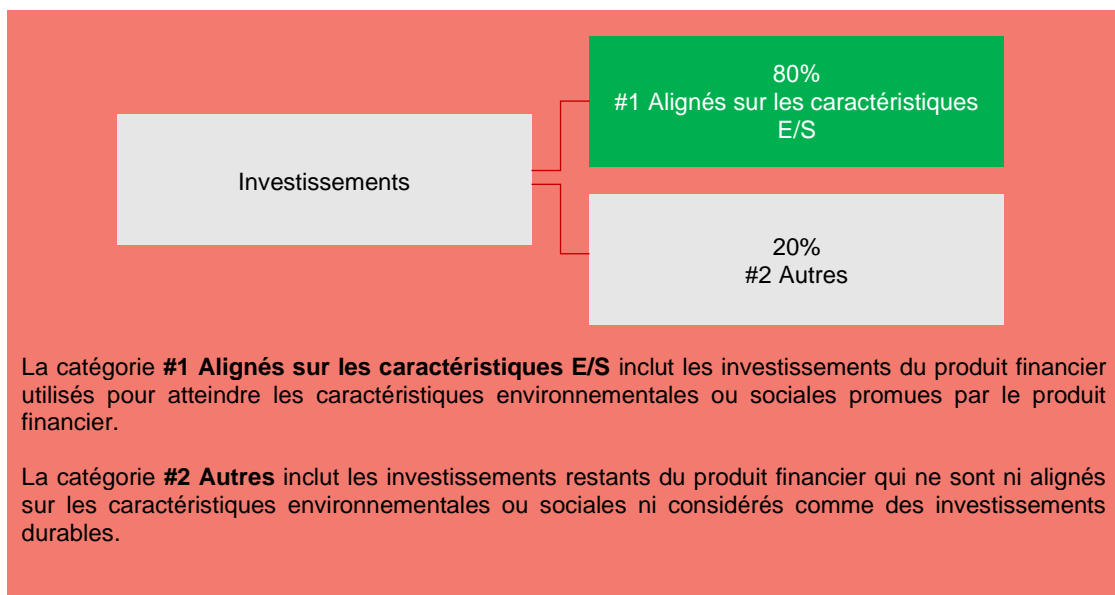 80%
#1 Alignés sur les caractéristiques
E/S
Investissements
20%
#2 Autres
La catégorie #1 Alignés sur les caractéristiques E/S inclut les investissements du produit financier
utilisés pour atteindre les caractéristiques environnementales ou sociales promues par le produit
financier.
La catégorie #2 Autres inclut les investissements restants du produit financier qui ne sont ni alignés
sur les caractéristiques environnementales ou sociales ni considérés comme des investissements
durables.